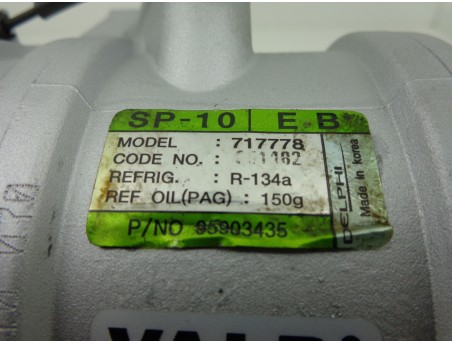 SP-10 E.B
MODEL : 717778
CODE NO. :
REFRIG. : R-134a
REF. OIL(PAG) : 150g
P/NO 95903435
DELPHI
Made in korea